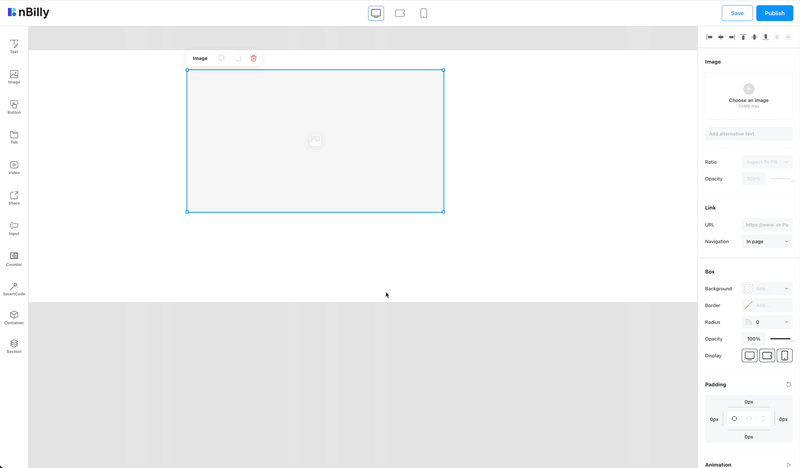 nBilly
Save
Publish
Text
Image
Button
Tab
Video
Share
Input
Counter
SmartCode
Container
Section
Image
Image
Choose an image
10MB max
Add alternative text.
Ratio
Aspect To Fill
Opacity
100%
Link
URL
https://www. or Pa
Navigation
In page
Box
Background
Add...
Border
Add...
Radius
0
Opacity
100%
Display
Padding
0px
0px
0px
0px
Animation